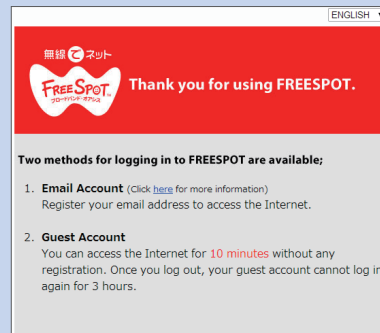 ENGLISH
無線 で ネット
FREESPOT™
ブロードバンド・オアシス
Thank you for using FREESPOT.
Two methods for logging in to FREESPOT are available;
1. Email Account (Click here for more information)
Register your email address to access the Internet.
2. Guest Account
You can access the Internet for 10 minutes without any
registration. Once you log out, your guest account cannot log in
again for 3 hours.